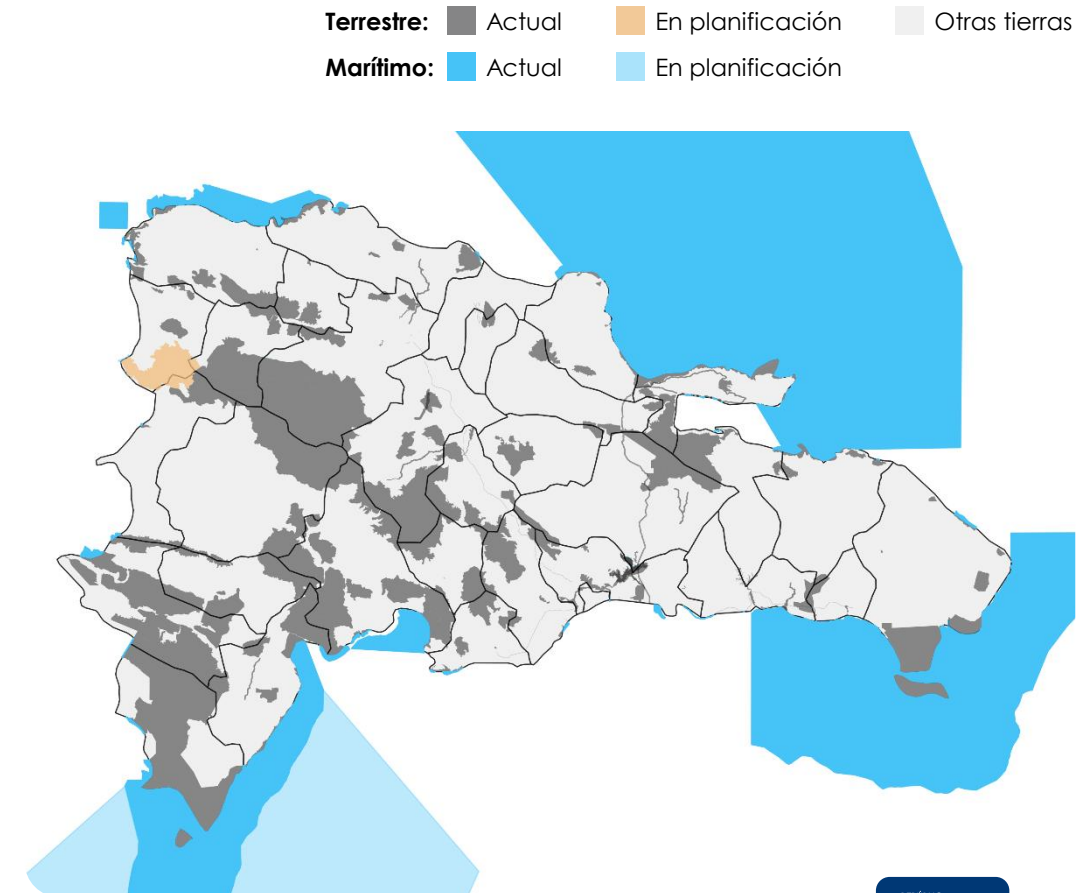 Terrestre: Actual En planificación Otras tierras
Marítimo: Actual En planificación